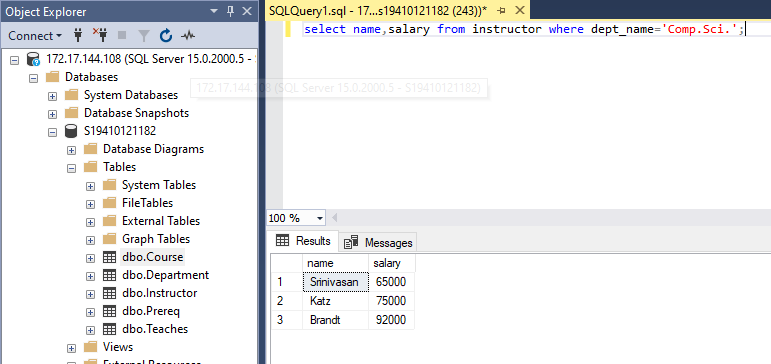 Object Explorer
Connect
172.17.144.108 (SQL Server 15.0.2000.5 - S
Databases
System Databases
Database Snapshots
S19410121182
Database Diagrams
Tables
System Tables
FileTables
External Tables
Graph Tables
dbo.Course
dbo.Department
dbo.Instructor
dbo.Prereq
dbo.Teaches
Views
External Resources
172.17.144.108 (SQL Server 15.0.2000.5 - S19410121182)
SQLQuery1.sql - 17...s19410121182 (243))*
select name,salary from instructor where dept_name='Comp.Sci.';
100 %
Results Messages
name salary
1 Srinivasan 65000
2 Katz 75000
3 Brandt 92000